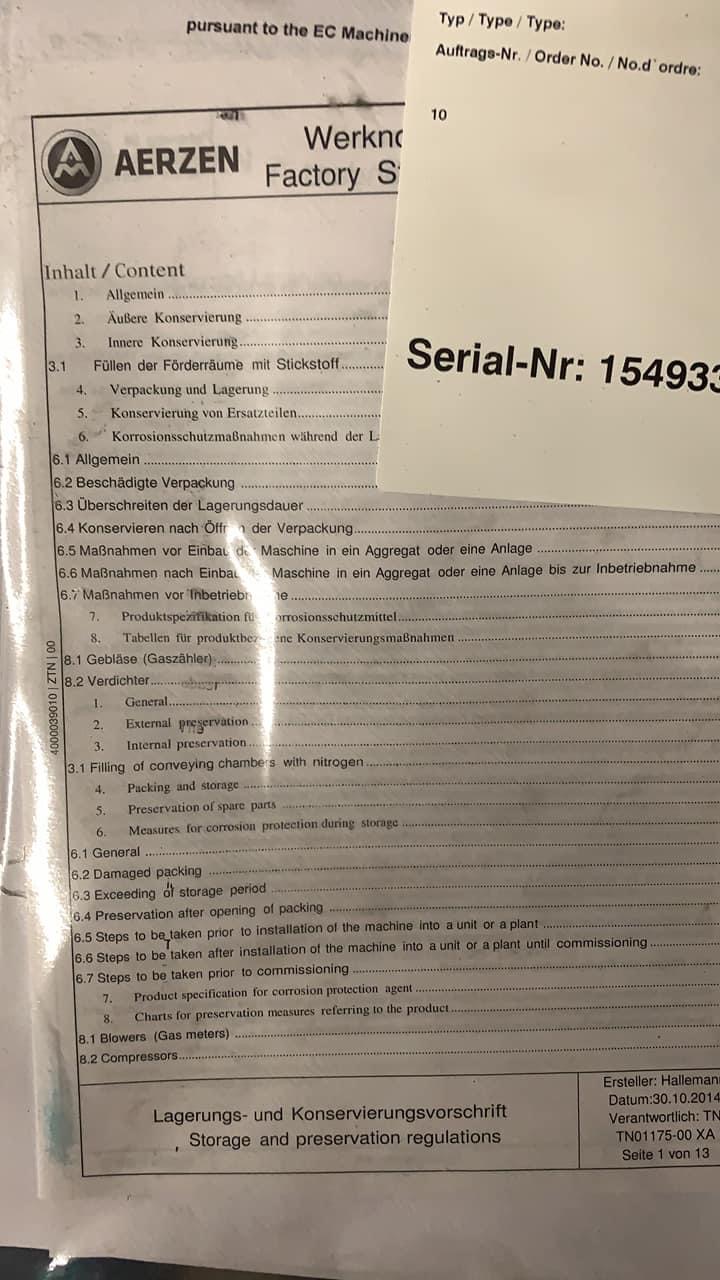 pursuant to the EC Machine
Typ / Type / Type:
Auftrags-Nr. / Order No. / No.d`ordre:
10
Serial-Nr: 154933
AERZEN
Werkno
Factory S
Inhalt / Content
1. Allgemein
2. Äußere Konservierung
3. Innere Konservierung
3.1 Füllen der Förderräume mit Stickstoff
4. Verpackung und Lagerung
5. Konservierung von Ersatzteilen
6. Korrosionsschutzmaßnahmen während der L
6.1 Allgemein
6.2 Beschädigte Verpackung
6.3 Überschreiten der Lagerungsdauer
6.4 Konservieren nach Öff der Verpackung
6.5 Maßnahmen vor Einbau Maschine in ein Aggregat oder eine Anlage
6.6 Maßnahmen nach Einbau Maschine in ein Aggregat oder eine Anlage bis zur Inbetriebnahme
6.7 Maßnahmen vor Inbetriebn
7. Produktspezifikation fü orrosionsschutzmittel
8. Tabellen für produktbez ene Konservierungsmaßnahmen
8.1 Gebläse (Gaszähler)
8.2 Verdichter
1. General
2. External preservation
3. Internal preservation
3.1 Filling of conveying chambers with nitrogen
4. Packing and storage
5. Preservation of spare parts
6. Measures for corrosion protection during storage
6.1 General
6.2 Damaged packing
6.3 Exceeding of storage period
6.4 Preservation after opening of packing
6.5 Steps to be taken prior to installation of the machine into a unit or a plant
6.6 Steps to be taken after installation of the machine into a unit or a plant until commissioning
6.7 Steps to be taken prior to commissioning
7. Product specification for corrosion protection agent
8. Charts for preservation measures referring to the product
8.1 Blowers (Gas meters)
8.2 Compressors
4000039010 | ZTN | 00
Lagerungs- und Konservierungsvorschrift
Storage and preservation regulations
Ersteller: Halleman
Datum:30.10.2014
Verantwortlich: TN
TN01175-00 XA
Seite 1 von 13